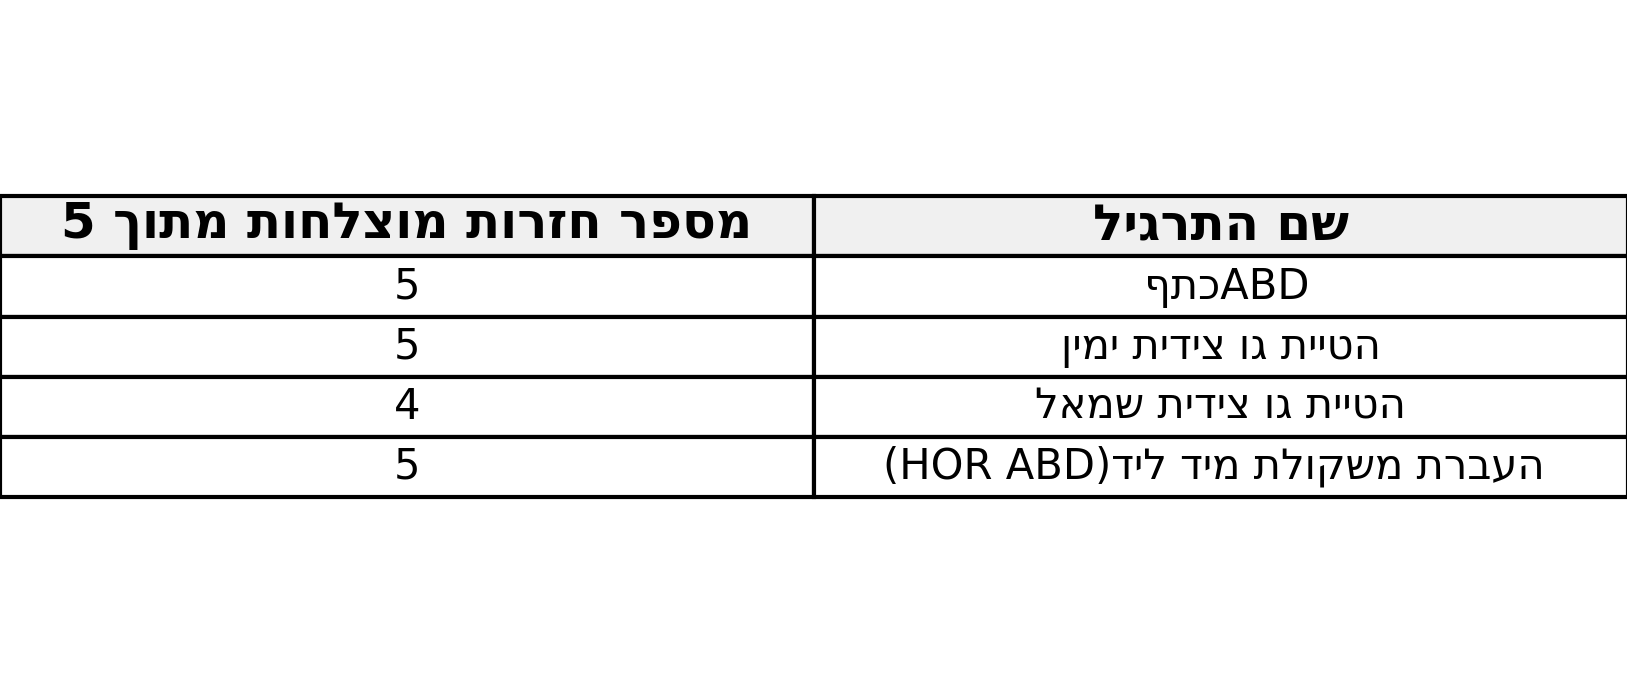 שם התרגיל	מספר חזרות מוצלחות מתוך 5
ABDכתף	5
הטיית גו צידית ימין	5
הטיית גו צידית שמאל	4
העברת משקולת מיד ליד(HOR ABD)	5